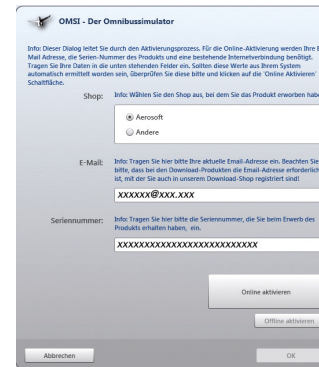 OMSI - Der Omnibussimulator
Info: Dieser Dialog leitet Sie durch den Aktivierungsprozess. Für die Online-Aktivierung werden Ihre E
Mail Adresse, die Serien-Nummer des Produkts und eine bestehende Internetverbindung benötigt.
Tragen Sie Ihre Daten in die unten stehenden Felder ein. Sollten diese Werte aus Ihrem System
automatisch ermittelt worden sein, überprüfen Sie diese bitte und klicken auf die 'Online Aktivieren'
Schaltfläche.
Shop: Info: Wählen Sie den Shop aus, bei dem Sie das Produkt erworben habe
Aerosoft
Andere
E-Mail: Info: Tragen Sie hier bitte Ihre aktuelle Email-Adresse ein. Beachten Sie
bitte, dass bei den Download-Produkten die Email-Adresse erforderlich
ist, mit der Sie auch in unserem Download-Shop registriert sind!
xxxxxx@xxx.xxx
Seriennummer: Info: Tragen Sie hier bitte die Seriennummer, die Sie beim Erwerb des
Produkts erhalten haben, ein.
XXXXXXXXXXXXXXXXXXXXXXXXXX
Online aktivieren
Offline aktivieren
Abbrechen OK